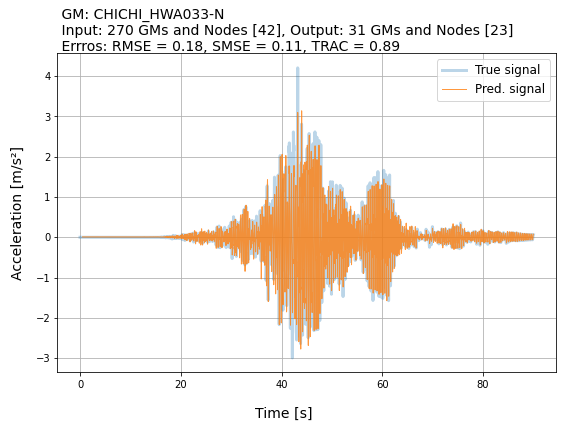 GM: CHICHI_HWA033-N
Input: 270 GMs and Nodes [42], Output: 31 GMs and Nodes [23]
Errros: RMSE = 0.18, SMSE = 0.11, TRAC = 0.89
True signal
Pred. signal
Acceleration [m/s²]
4
3
2
1
0
−1
−2
−3
0
20
40
60
80
Time [s]